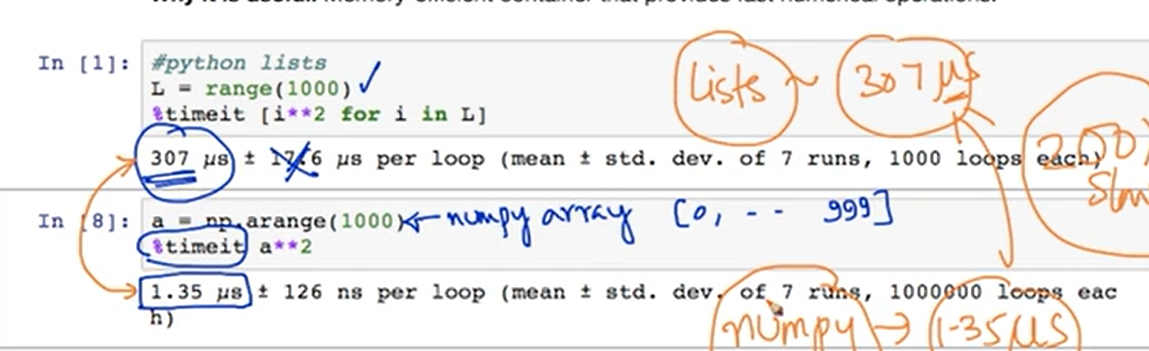 Why it is useful: Memory-efficient container that provides fast numerical operations.
In [1]:
#python lists
L = range(1000)
%timeit [i**2 for i in L]
Lists ~ 307 μs
307 μs ± 17.6 μs per loop (mean ± std. dev. of 7 runs, 1000 loops each)
In [8]:
a = np.arange(1000) ← numpy array [0, - - 999]
%timeit a**2
1.35 μs ± 126 ns per loop (mean ± std. dev. of 7 runs, 1000000 loops eac
h)
numpy → 1.35 μs